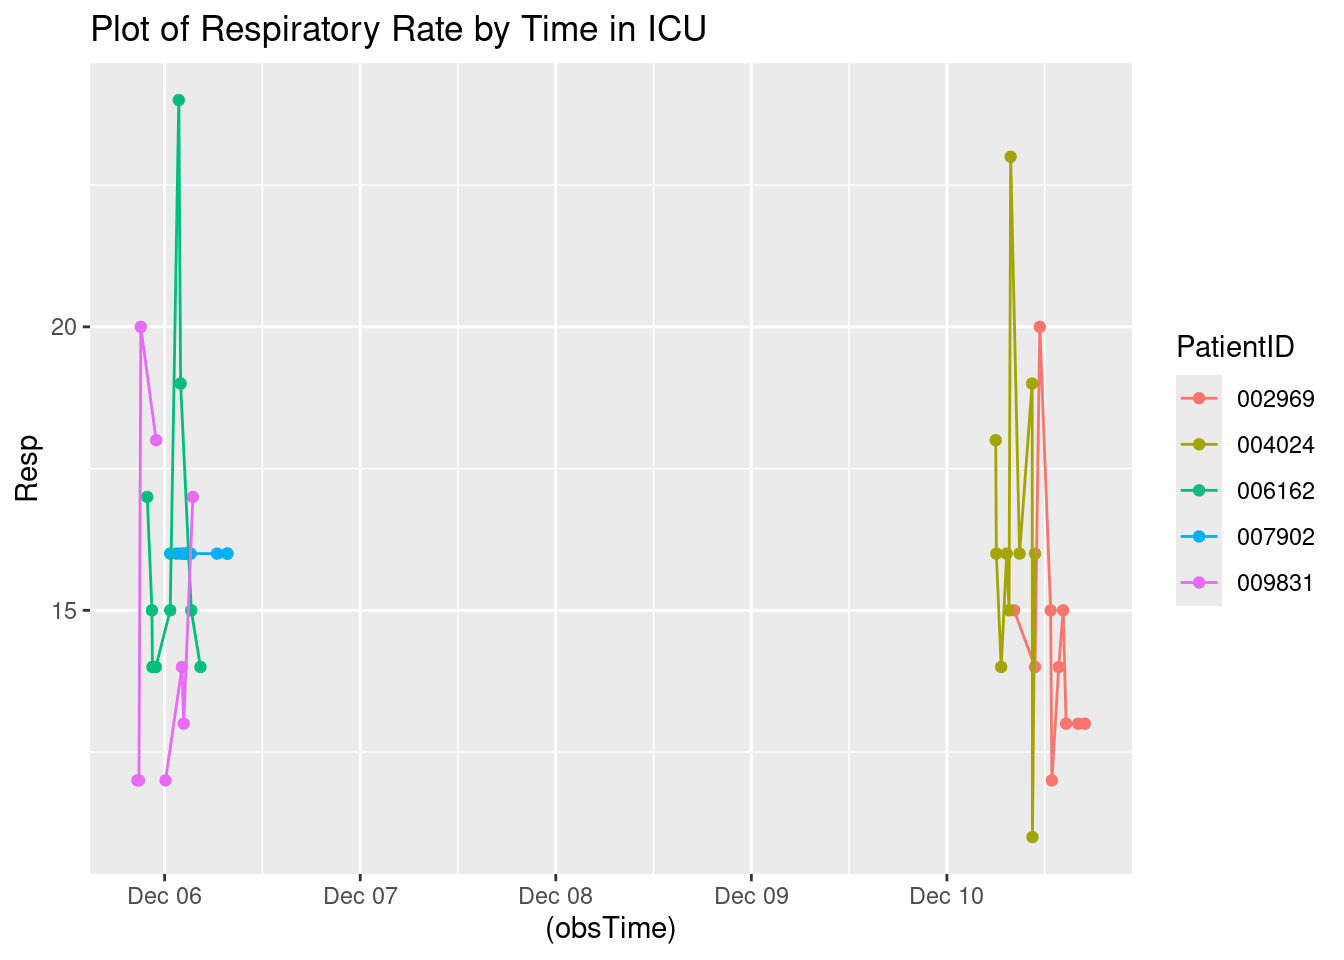 Plot of Respiratory Rate by Time in ICU
Resp
20
15
Dec 06
Dec 07
Dec 08
Dec 09
Dec 10
(obsTime)
PatientID
002969
004024
006162
007902
009831